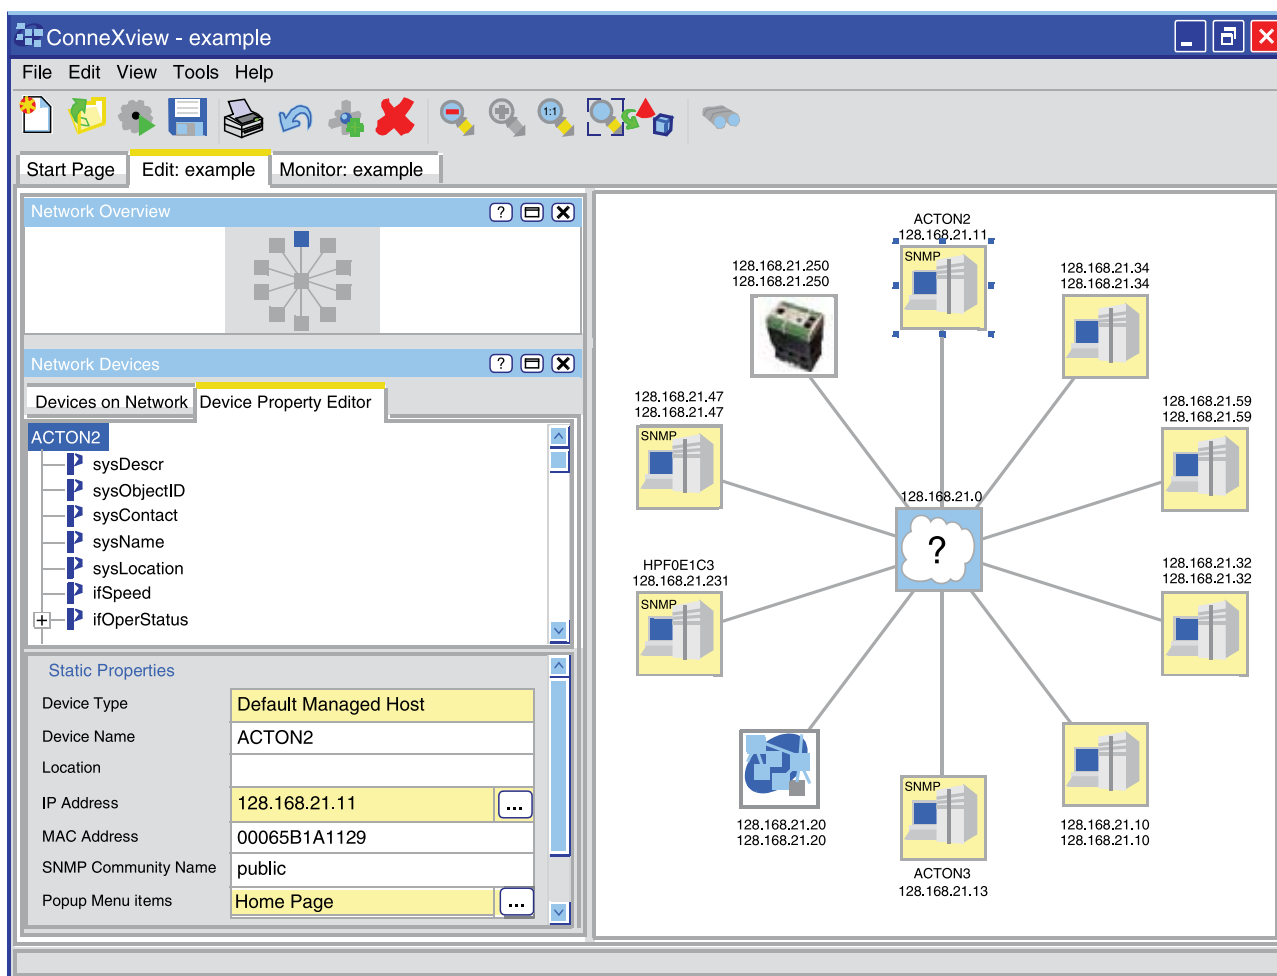 ConneXview - example
File Edit View Tools Help
1:1
Start Page Edit: example Monitor: example
Network Overview
?
Network Devices
?
Devices on Network Device Property Editor
ACTON2
sysDescr
sysObjectID
sysContact
sysName
sysLocation
ifSpeed
ifOperStatus
Static Properties
Device Type Default Managed Host
Device Name ACTON2
Location
IP Address 128.168.21.11 ...
MAC Address 00065B1A1129
SNMP Community Name public
Popup Menu items Home Page ...
ACTON2
128.168.21.11
SNMP
128.168.21.250
128.168.21.250
128.168.21.34
128.168.21.34
128.168.21.47
128.168.21.47
SNMP
128.168.21.59
128.168.21.59
128.168.21.0
?
HPF0E1C3
128.168.21.231
SNMP
128.168.21.32
128.168.21.32
128.168.21.20
128.168.21.20
SNMP
ACTON3
128.168.21.13
128.168.21.10
128.168.21.10